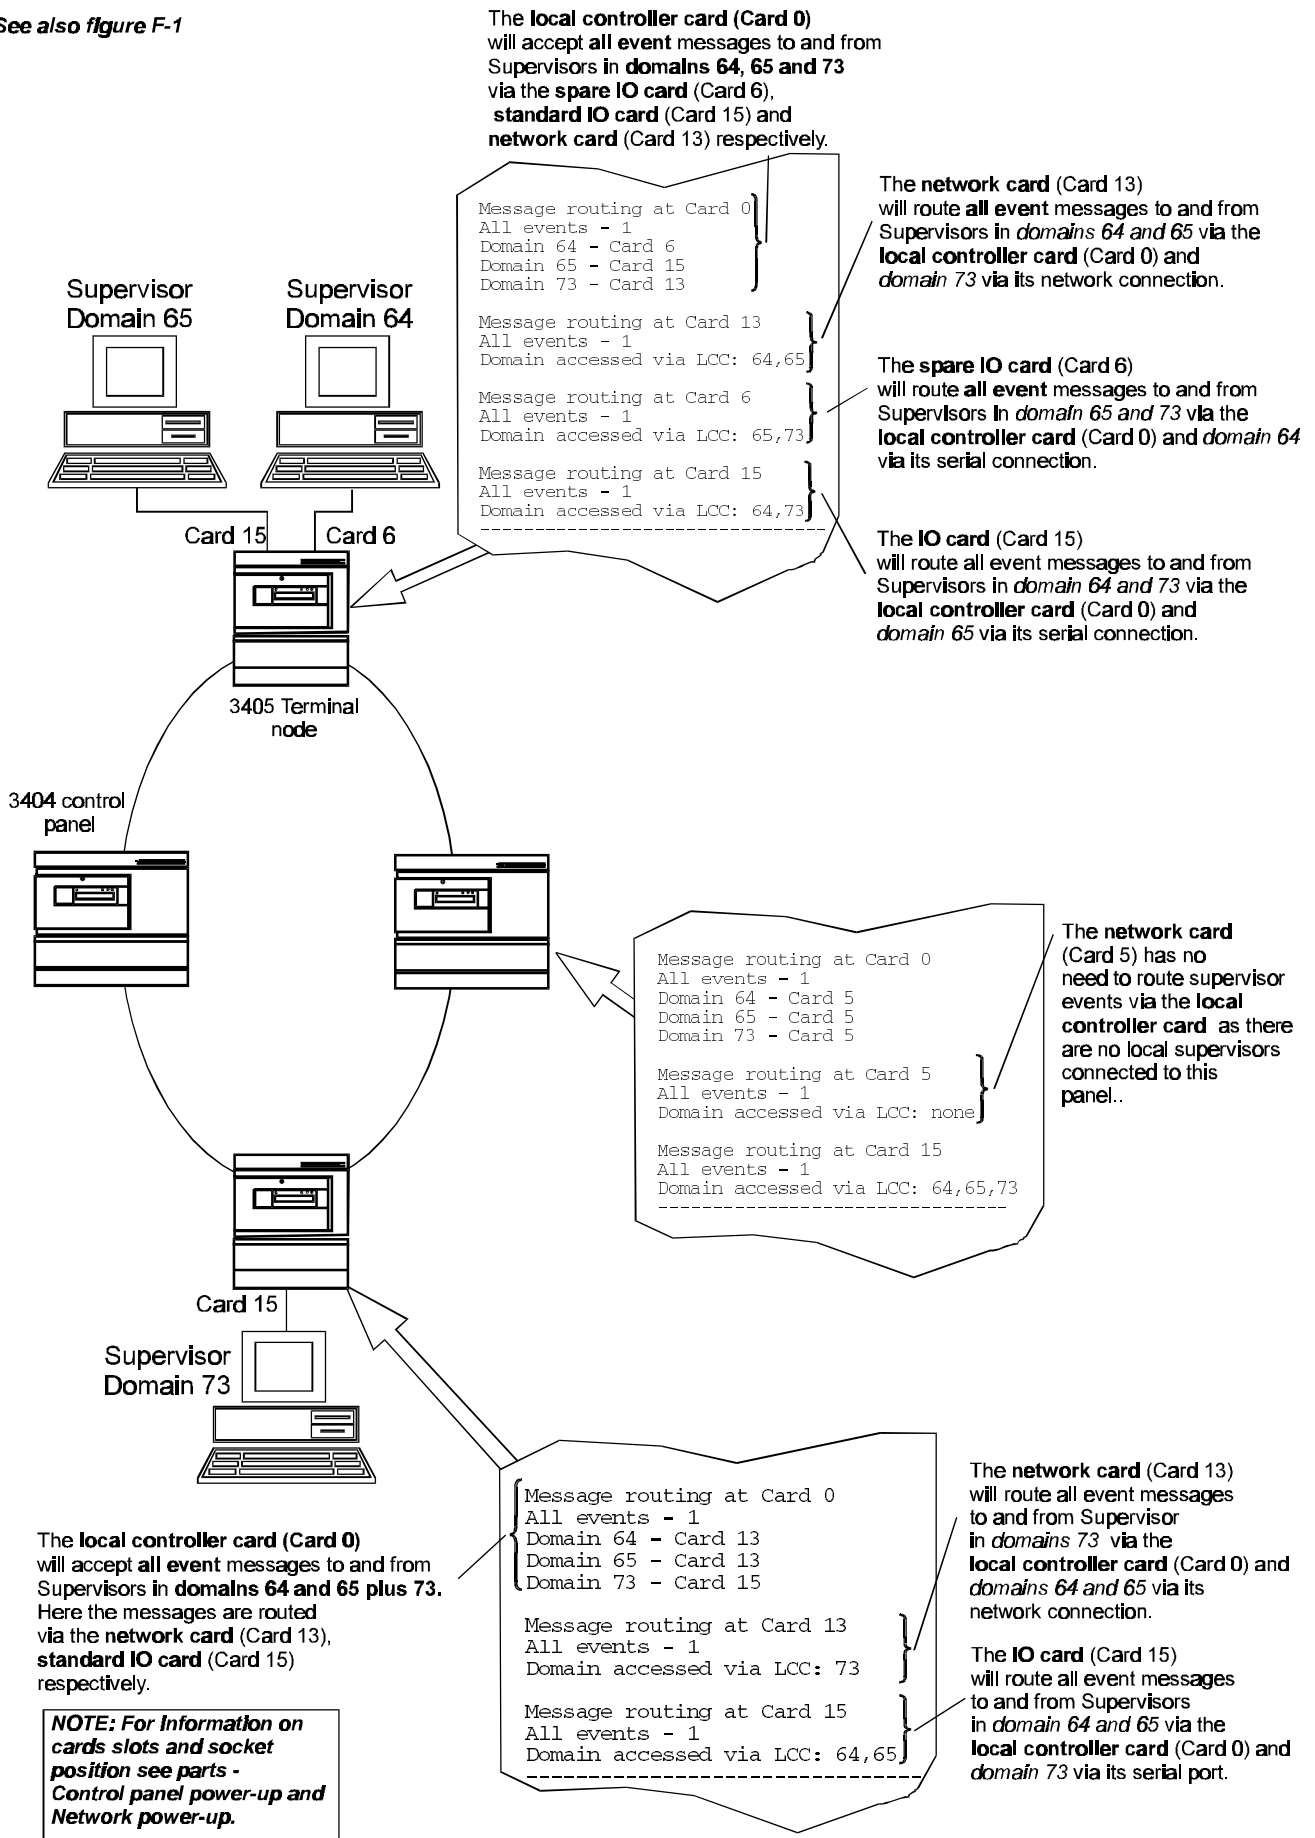 See also figure F-1
The local controller card (Card 0)
will accept all event messages to and from
Supervisors in domains 64, 65 and 73
via the spare IO card (Card 6),
standard IO card (Card 15) and
network card (Card 13) respectively.
Message routing at Card 0
All events - 1
Domain 64 - Card 6
Domain 65 - Card 15
Domain 73 - Card 13
Message routing at Card 13
All events - 1
Domain accessed via LCC: 64,65
Message routing at Card 6
All events - 1
Domain accessed via LCC: 65,73
Message routing at Card 15
All events - 1
Domain accessed via LCC: 64,73
---------------------------------
The network card (Card 13)
will route all event messages to and from
Supervisors in domains 64 and 65 via the
local controller card (Card 0) and
domain 73 via its network connection.
The spare IO card (Card 6)
will route all event messages to and from
Supervisors in domain 65 and 73 via the
local controller card (Card 0) and domain 64
via its serial connection.
The IO card (Card 15)
will route all event messages to and from
Supervisors in domain 64 and 73 via the
local controller card (Card 0) and
domain 65 via its serial connection.
Supervisor
Domain 65
Supervisor
Domain 64
Card 15
Card 6
3405 Terminal
node
3404 control
panel
Message routing at Card 0
All events - 1
Domain 64 - Card 5
Domain 65 - Card 5
Domain 73 - Card 5
Message routing at Card 5
All events - 1
Domain accessed via LCC: none
Message routing at Card 15
All events - 1
Domain accessed via LCC: 64,65,73
---------------------------------
The network card
(Card 5) has no
need to route supervisor
events via the local
controller card as there
are no local supervisors
connected to this
panel..
Card 15
Supervisor
Domain 73
The local controller card (Card 0)
will accept all event messages to and from
Supervisors in domains 64 and 65 plus 73.
Here the messages are routed
via the network card (Card 13),
standard IO card (Card 15)
respectively.
Message routing at Card 0
All events - 1
Domain 64 - Card 13
Domain 65 - Card 13
Domain 73 - Card 15
Message routing at Card 13
All events - 1
Domain accessed via LCC: 73
Message routing at Card 15
All events - 1
Domain accessed via LCC: 64,65
---------------------------------
The network card (Card 13)
will route all event messages
to and from Supervisor
in domains 73 via the
local controller card (Card 0) and
domains 64 and 65 via its
network connection.
The IO card (Card 15)
will route all event messages
to and from Supervisors
in domain 64 and 65 via the
local controller card (Card 0) and
domain 73 via its serial port.
NOTE: For Information on
cards slots and socket
position see parts -
Control panel power-up and
Network power-up.